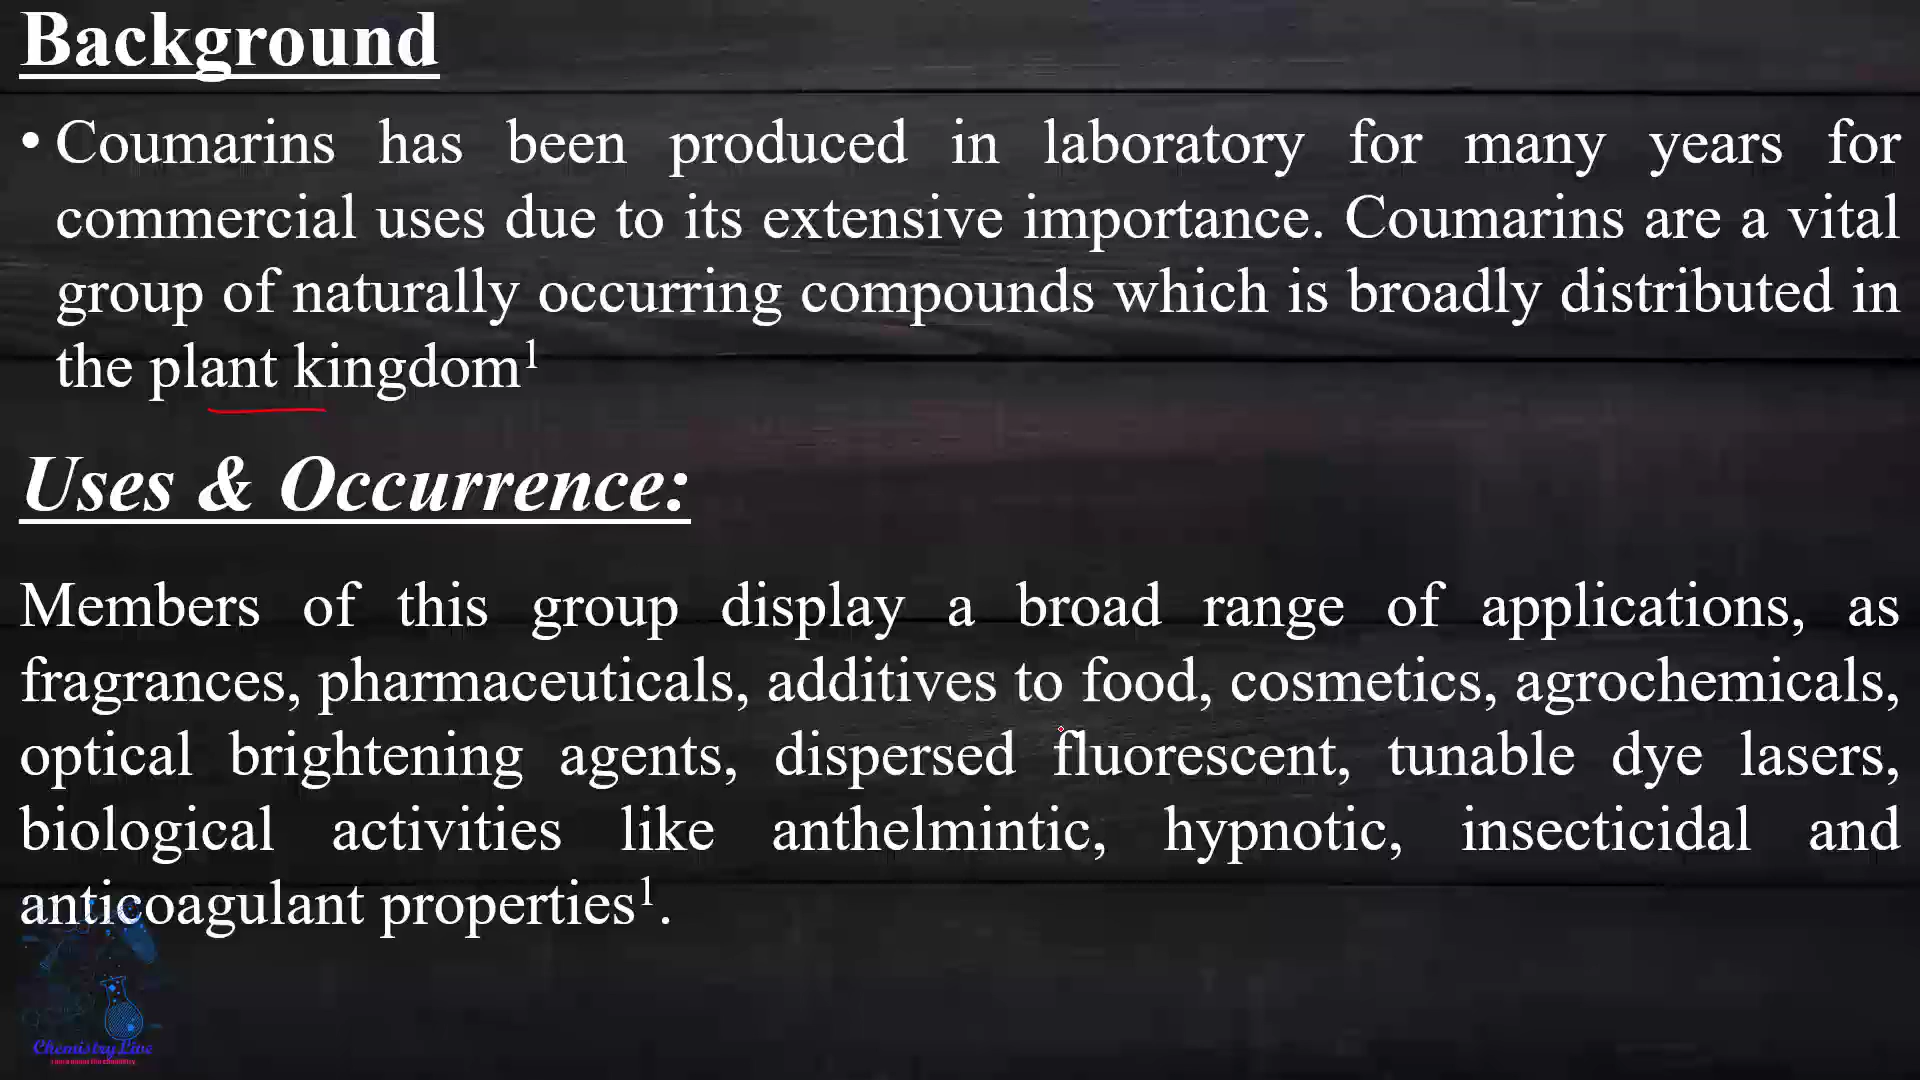 Background
• Coumarins has been produced in laboratory for many years for
commercial uses due to its extensive importance. Coumarins are a vital
group of naturally occurring compounds which is broadly distributed in
the plant kingdom¹
Uses & Occurrence:
Members of this group display a broad range of applications, as
fragrances, pharmaceuticals, additives to food, cosmetics, agrochemicals,
optical brightening agents, dispersed fluorescent, tunable dye lasers,
biological activities like anthelmintic, hypnotic, insecticidal and
anticoagulant properties¹.
Chemistry Live